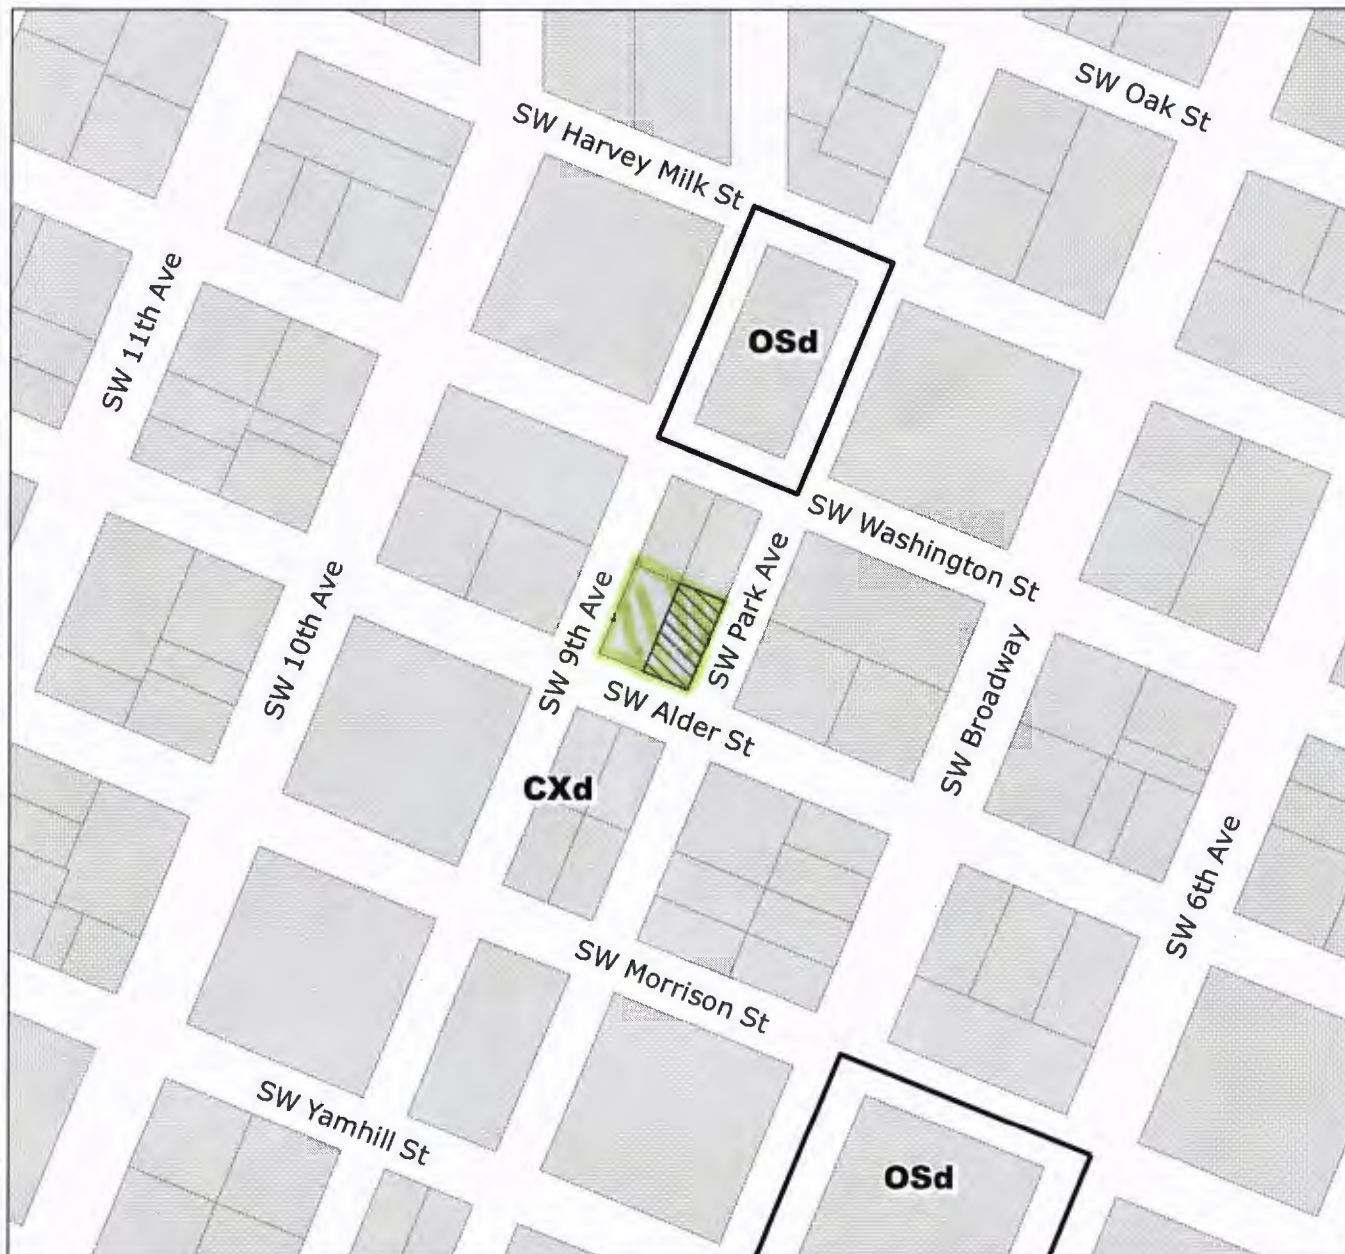 SW Oak St
SW Harvey Milk St
SW 11th Ave
OSd
SW Washington St
SW Park Ave
SW 10th Ave
SW 9th Ave
SW Alder St
SW Broadway
CXd
SW 6th Ave
SW Morrison St
SW Yamhill St
OSd